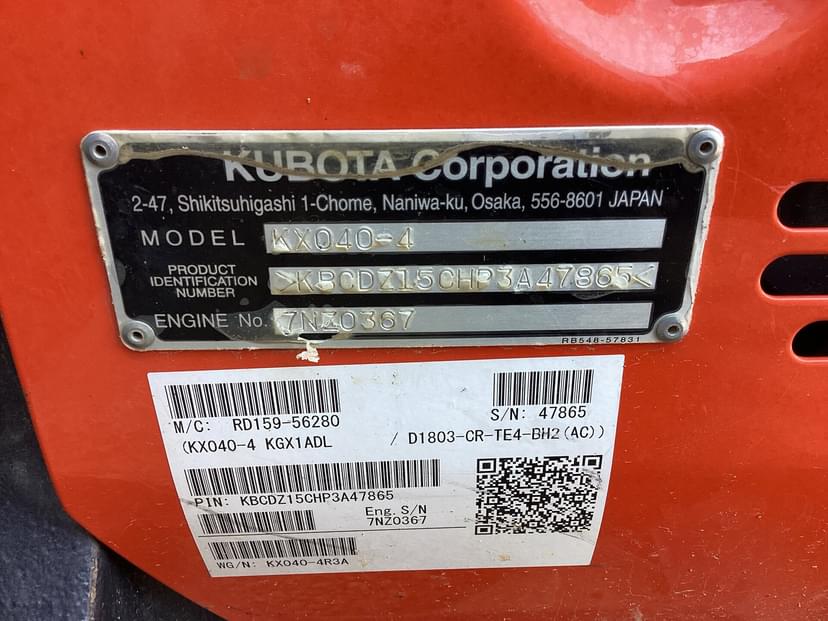 KUBOTA Corporation
2-47, Shikitsuhigashi 1-Chome, Naniwa-ku, Osaka, 556-8601 JAPAN
MODEL KX040-4
PRODUCT IDENTIFICATION NUMBER >KBCDZ15CHP3A47865<
ENGINE No. 7NZ0367
RB548-57831
M/C: RD159-56280 S/N: 47865
(KX040-4 KGX1ADL / D1803-CR-TE4-BH2(AC))
PIN: KBCDZ15CHP3A47865
Eng. S/N
7NZ0367
WG/N: KX040-4R3A